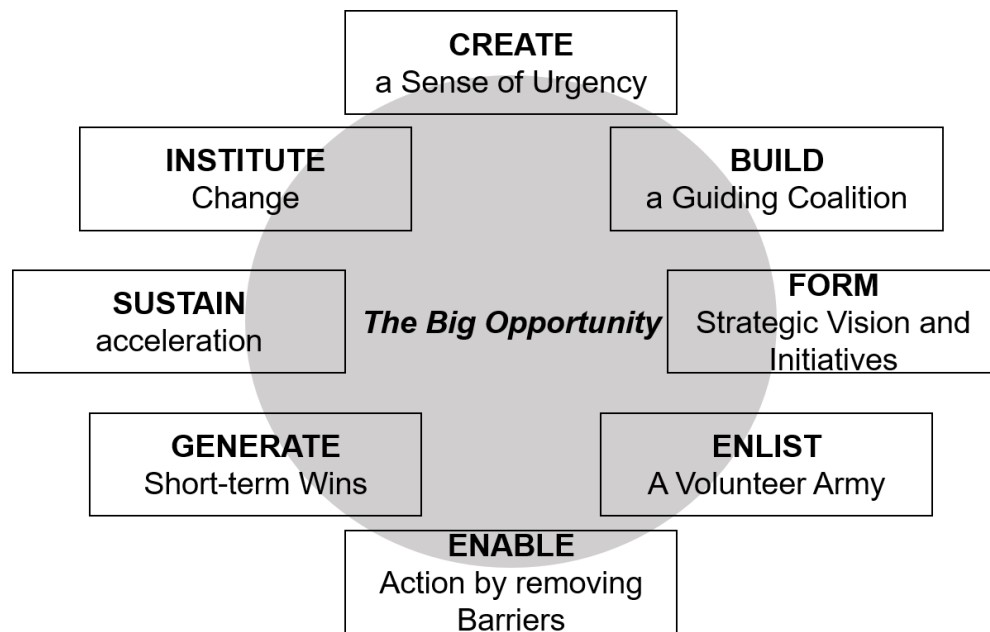 CREATE
a Sense of Urgency
BUILD
a Guiding Coalition
FORM
Strategic Vision and
Initiatives
ENLIST
A Volunteer Army
ENABLE
Action by removing
Barriers
GENERATE
Short-term Wins
SUSTAIN
acceleration
INSTITUTE
Change
The Big Opportunity